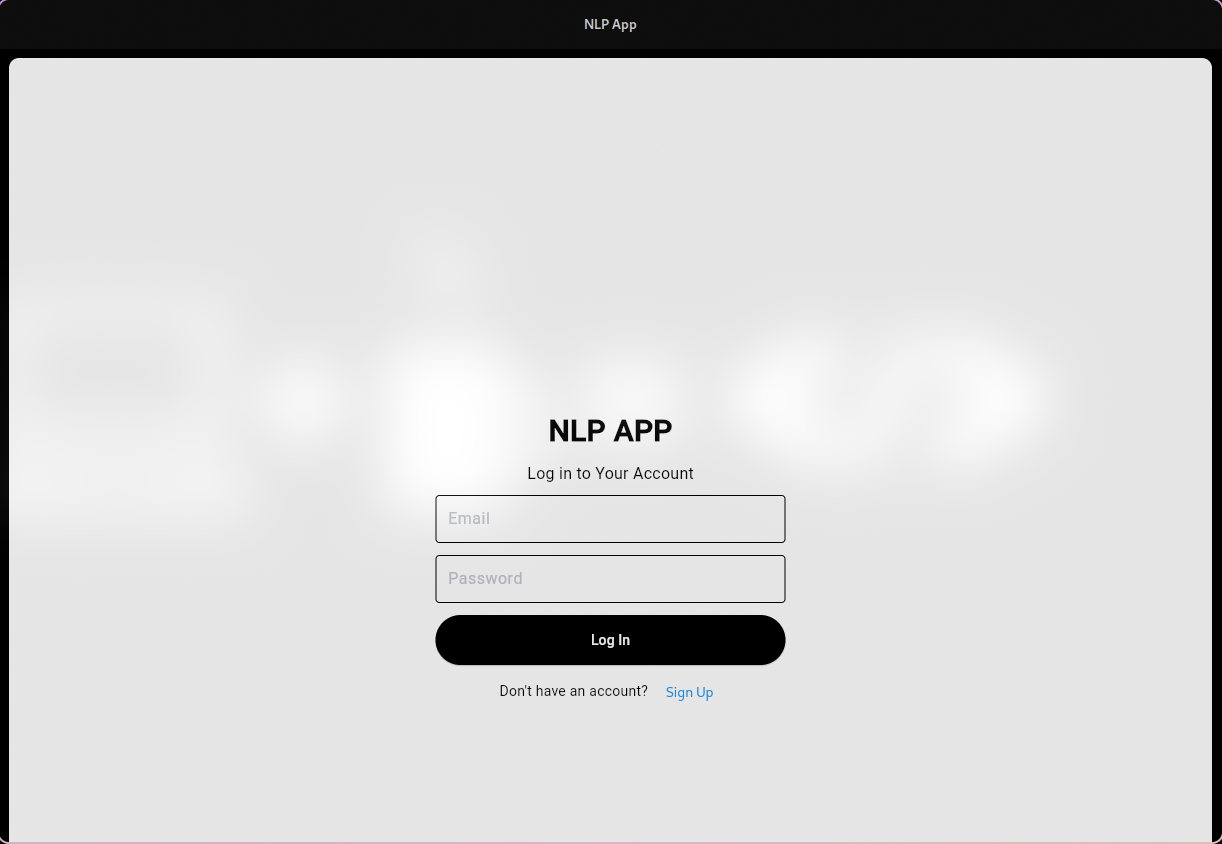 NLP App
NLP APP
Log in to Your Account
Email
Password
Log In
Don't have an account? Sign Up